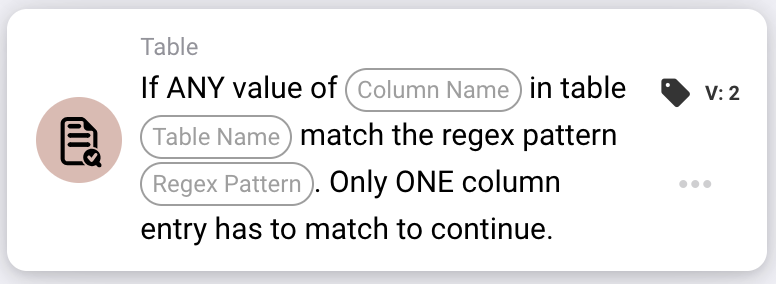 Table
If ANY value of Column Name in table
V: 2
Table Name match the regex pattern
Regex Pattern. Only ONE column
entry has to match to continue.